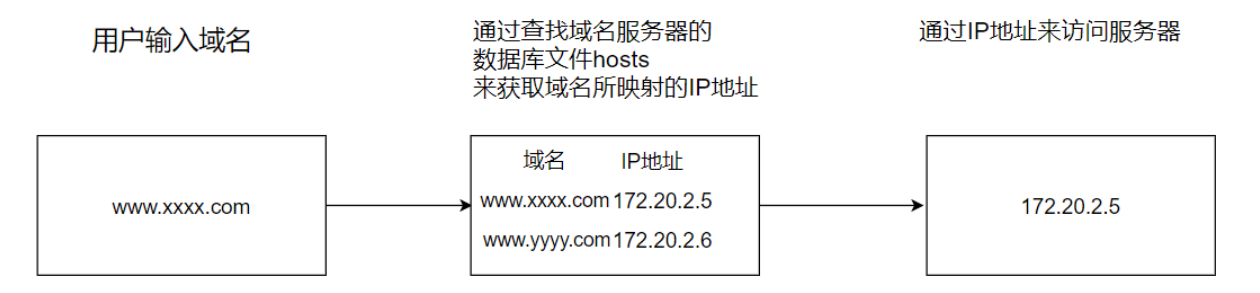 用户输入域名
通过查找域名服务器的
数据库文件hosts
来获取域名所映射的IP地址
通过IP地址来访问服务器
www.xxxx.com
域名 IP地址
www.xxxx.com 172.20.2.5
www.yyyy.com 172.20.2.6
172.20.2.5